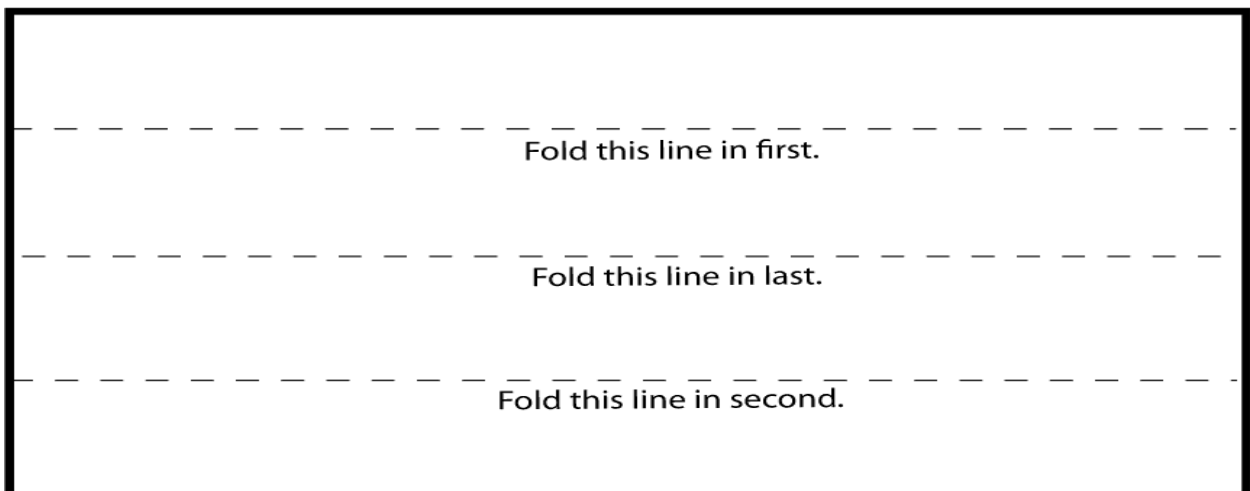 Fold this line in first.
Fold this line in last.
Fold this line in second.